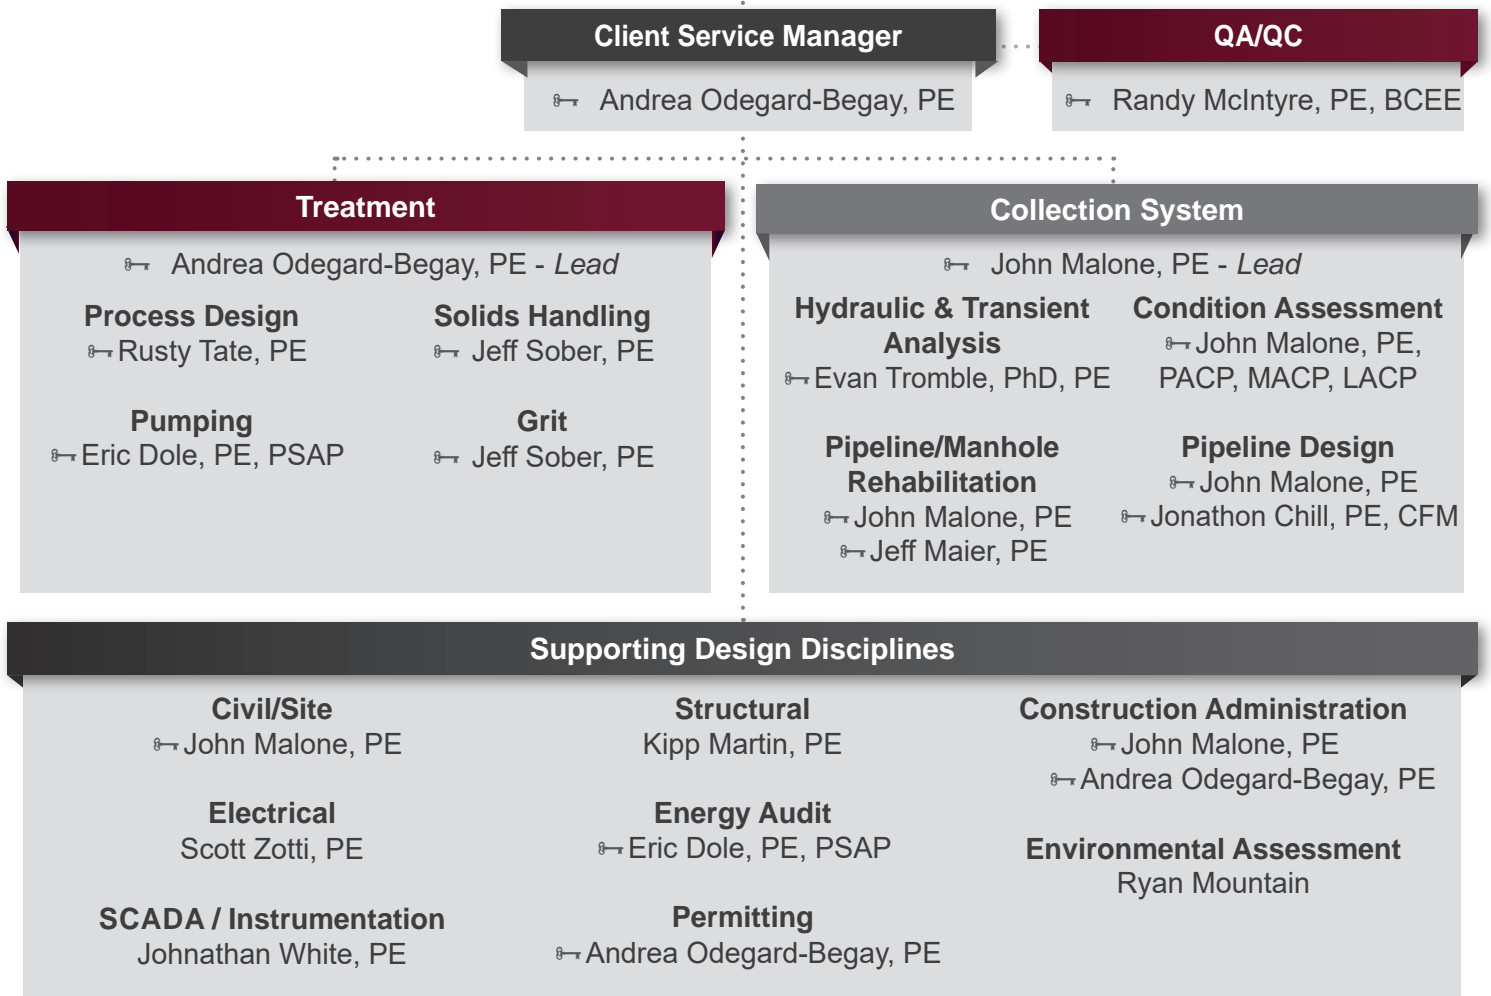 Client Service Manager
Andrea Odegard-Begay, PE
QA/QC
Randy McIntyre, PE, BCEE
Treatment
Andrea Odegard-Begay, PE - Lead
Process Design
Rusty Tate, PE
Solids Handling
Jeff Sober, PE
Pumping
Eric Dole, PE, PSAP
Grit
Jeff Sober, PE
Collection System
John Malone, PE - Lead
Hydraulic & Transient
Analysis
Evan Tromble, PhD, PE
Condition Assessment
John Malone, PE,
PACP, MACP, LACP
Pipeline/Manhole
Rehabilitation
John Malone, PE
Jeff Maier, PE
Pipeline Design
John Malone, PE
Jonathon Chill, PE, CFM
Supporting Design Disciplines
Civil/Site
John Malone, PE
Electrical
Scott Zotti, PE
SCADA / Instrumentation
Johnathan White, PE
Structural
Kipp Martin, PE
Energy Audit
Eric Dole, PE, PSAP
Permitting
Andrea Odegard-Begay, PE
Construction Administration
John Malone, PE
Andrea Odegard-Begay, PE
Environmental Assessment
Ryan Mountain